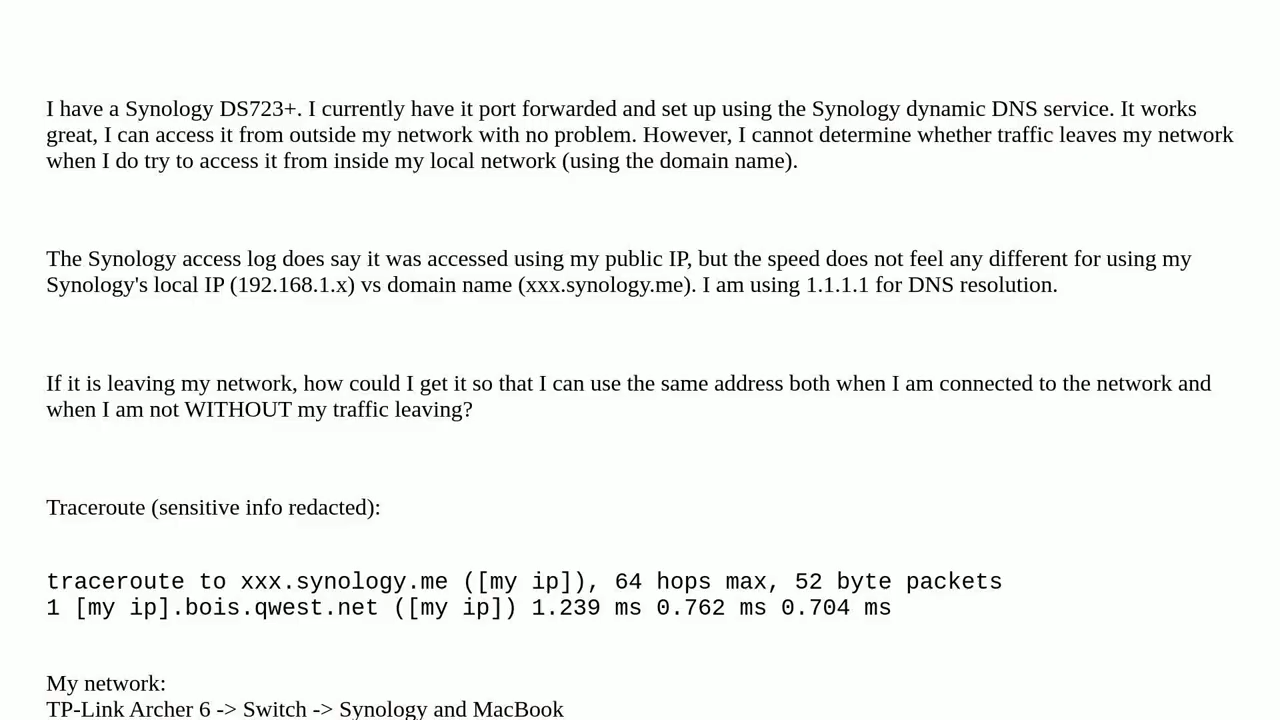 I have a Synology DS723+. I currently have it port forwarded and set up using the Synology dynamic DNS service. It works
great, I can access it from outside my network with no problem. However, I cannot determine whether traffic leaves my network
when I do try to access it from inside my local network (using the domain name).
The Synology access log does say it was accessed using my public IP, but the speed does not feel any different for using my
Synology's local IP (192.168.1.x) vs domain name (xxx.synology.me). I am using 1.1.1.1 for DNS resolution.
If it is leaving my network, how could I get it so that I can use the same address both when I am connected to the network and
when I am not WITHOUT my traffic leaving?
Traceroute (sensitive info redacted):
traceroute to xxx.synology.me ([my ip]), 64 hops max, 52 byte packets
1 [my ip].bois.qwest.net ([my ip]) 1.239 ms 0.762 ms 0.704 ms
My network:
TP-Link Archer 6 -> Switch -> Synology and MacBook